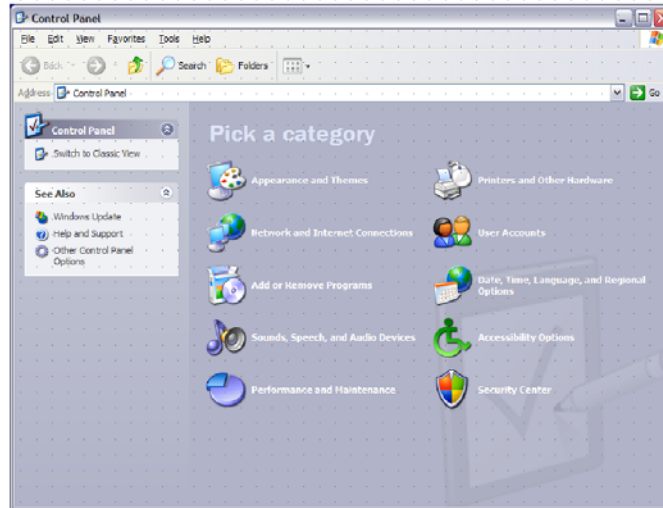 Control Panel
File Edit View Favorites Tools Help
Back Search Folders
Address Control Panel Go
Control Panel
Switch to Classic View
See Also
Windows Update
Help and Support
Other Control Panel
Options
Pick a category
Appearance and Themes
Printers and Other Hardware
Network and Internet Connections
User Accounts
Add or Remove Programs
Date, Time, Language, and Regional
Options
Sounds, Speech, and Audio Devices
Accessibility Options
Performance and Maintenance
Security Center